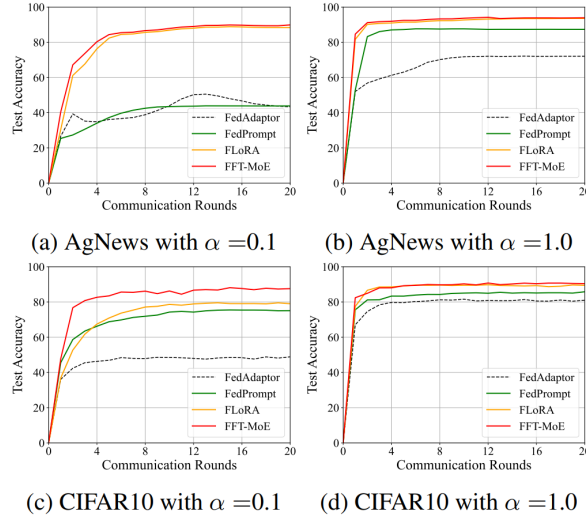 100
80
60
40
20
0
Test Accuracy
FedAdaptor
FedPrompt
FLoRA
FFT-MoE
0 4 8 12 16 20
Communication Rounds
(a) AgNews with α =0.1
100
80
60
40
20
0
Test Accuracy
FedAdaptor
FedPrompt
FLoRA
FFT-MoE
0 4 8 12 16 20
Communication Rounds
(b) AgNews with α =1.0
100
80
60
40
20
0
Test Accuracy
FedAdaptor
FedPrompt
FLoRA
FFT-MoE
0 4 8 12 16 20
Communication Rounds
(c) CIFAR10 with α =0.1
100
80
60
40
20
0
Test Accuracy
FedAdaptor
FedPrompt
FLoRA
FFT-MoE
0 4 8 12 16 20
Communication Rounds
(d) CIFAR10 with α =1.0